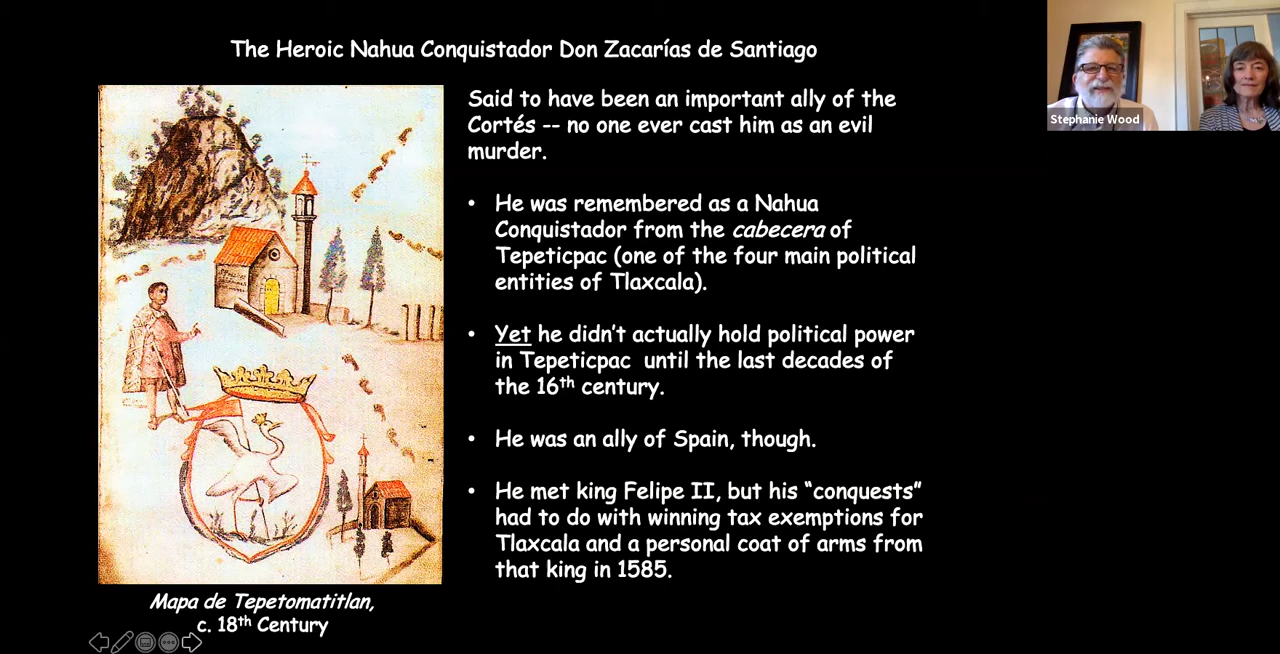 The Heroic Nahua Conquistador Don Zacarías de Santiago
Said to have been an important ally of the
Cortés -- no one ever cast him as an evil
murder.
• He was remembered as a Nahua
Conquistador from the cabecera of
Tepeticpac (one of the four main political
entities of Tlaxcala).
• Yet he didn’t actually hold political power
in Tepeticpac until the last decades of
the 16th century.
• He was an ally of Spain, though.
• He met king Felipe II, but his “conquests”
had to do with winning tax exemptions for
Tlaxcala and a personal coat of arms from
that king in 1585.
Mapa de Tepetomatitlan,
c. 18th Century
Stephanie Wood